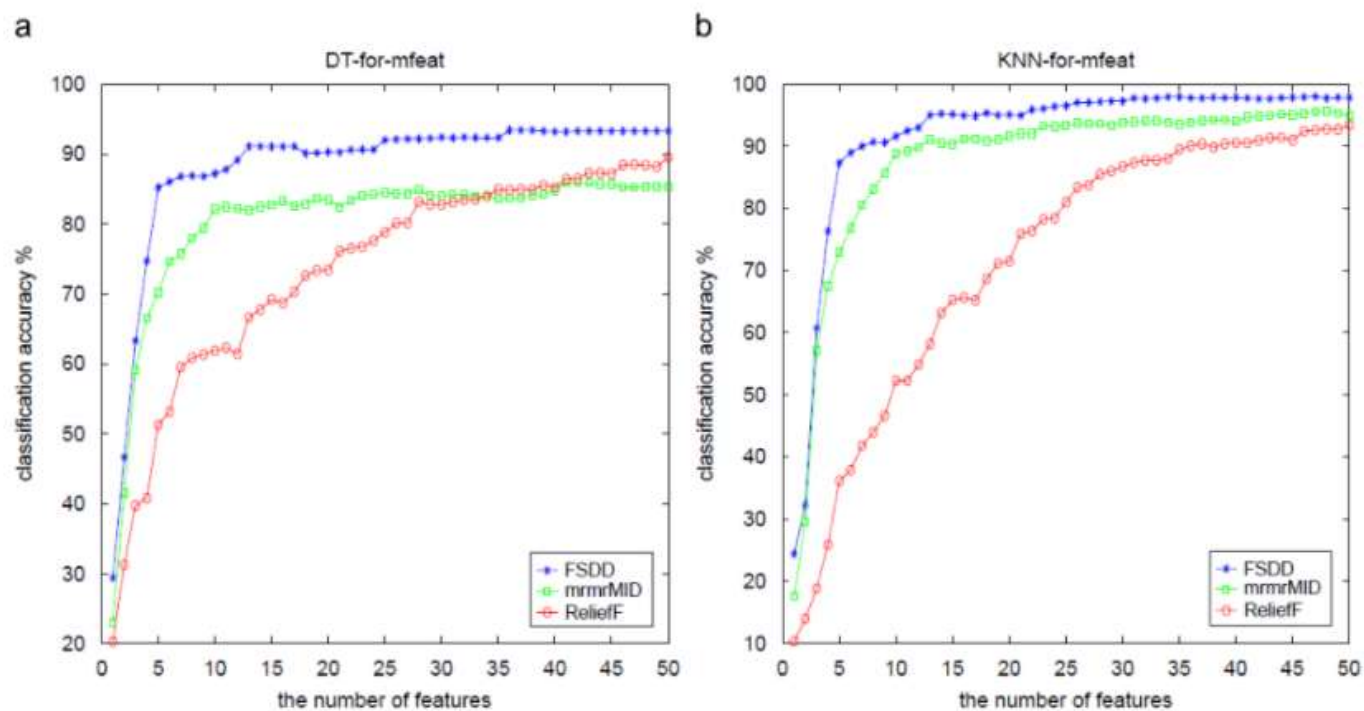 a
DT-for-mfeat
100
90
80
70
60
50
40
30
20
0 5 10 15 20 25 30 35 40 45 50
classification accuracy %
the number of features
FSDD
mrmrMID
ReliefF
b
KNN-for-mfeat
100
90
80
70
60
50
40
30
20
10
0 5 10 15 20 25 30 35 40 45 50
classification accuracy %
the number of features
FSDD
mrmrMID
ReliefF